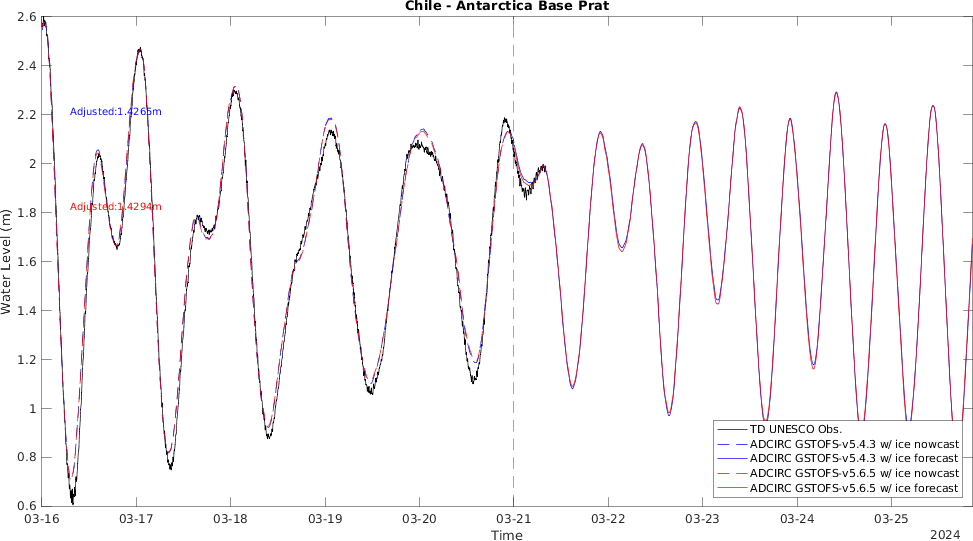 Chile - Antarctica Base Prat
2.6
2.4
2.2
2
1.8
1.6
1.4
1.2
1
0.8
0.6
Water Level (m)
Adjusted:1.4265m
Adjusted:1.4294m
TD UNESCO Obs.
ADCIRC GSTOFS-v5.4.3 w/ ice nowcast
ADCIRC GSTOFS-v5.4.3 w/ ice forecast
ADCIRC GSTOFS-v5.6.5 w/ ice nowcast
ADCIRC GSTOFS-v5.6.5 w/ ice forecast
03-16 03-17 03-18 03-19 03-20 03-21 03-22 03-23 03-24 03-25
Time
2024